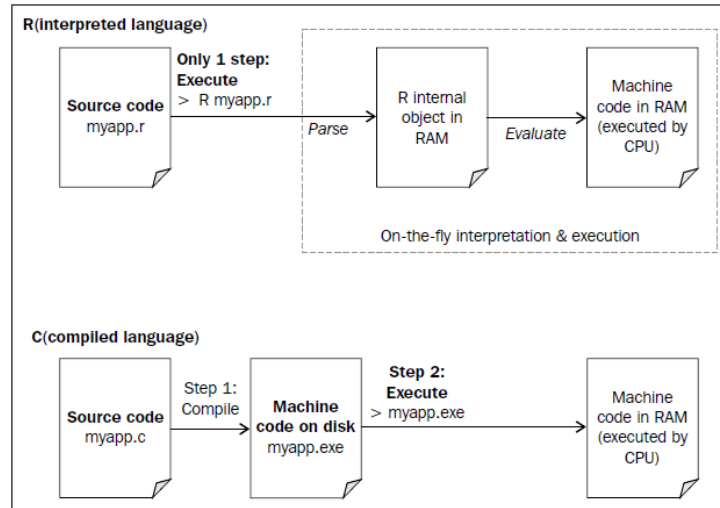 R(interpreted language)
Only 1 step:
Execute
> R myapp.r
Source code
myapp.r
Parse
R internal
object in
RAM
Evaluate
Machine
code in RAM
(executed by
CPU)
On-the-fly interpretation & execution
C(compiled language)
Source code
myapp.c
Step 1:
Compile
Machine
code on disk
myapp.exe
Step 2:
Execute
> myapp.exe
Machine
code in RAM
(executed by
CPU)